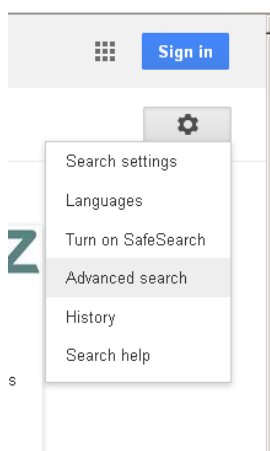 Sign in
Search settings
Languages
Turn on SafeSearch
Z
Advanced search
History
Search help
s